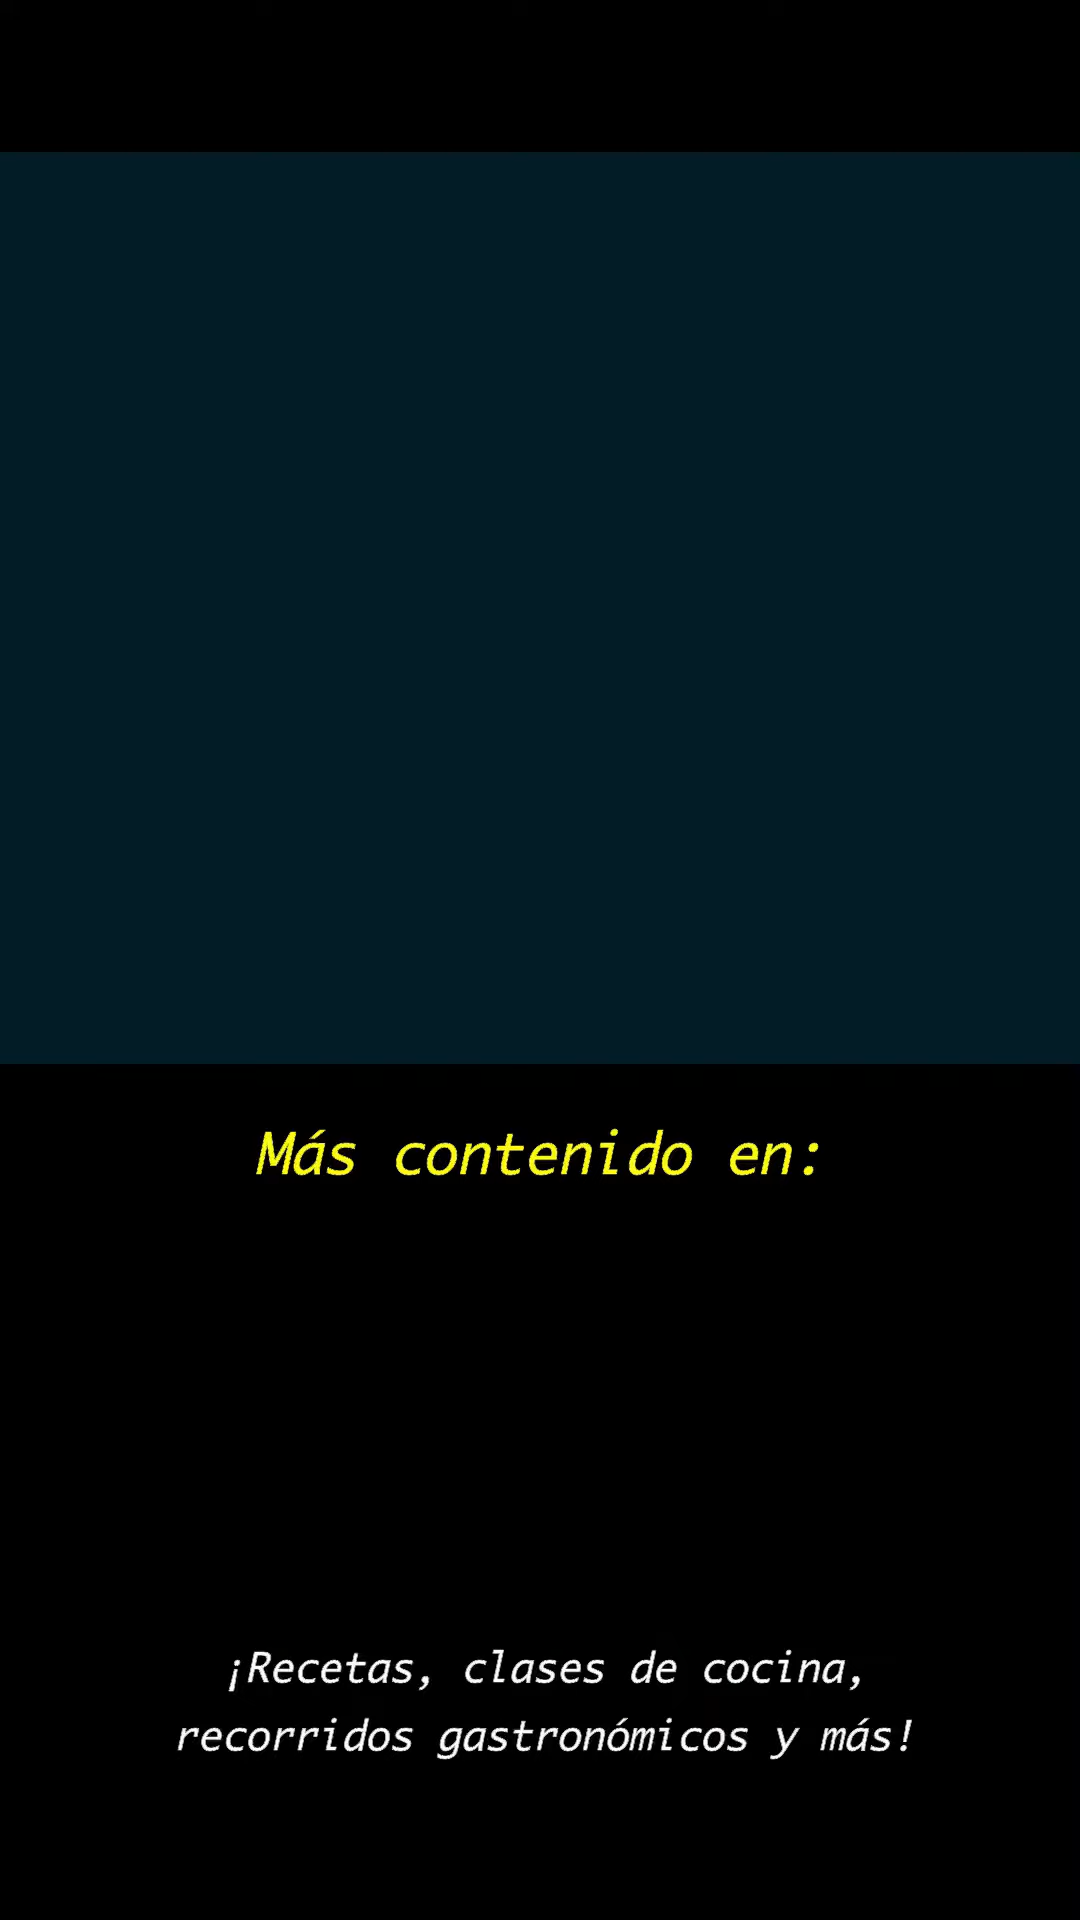 Más contenido en:
¡Recetas, clases de cocina,
recorridos gastronómicos y más!